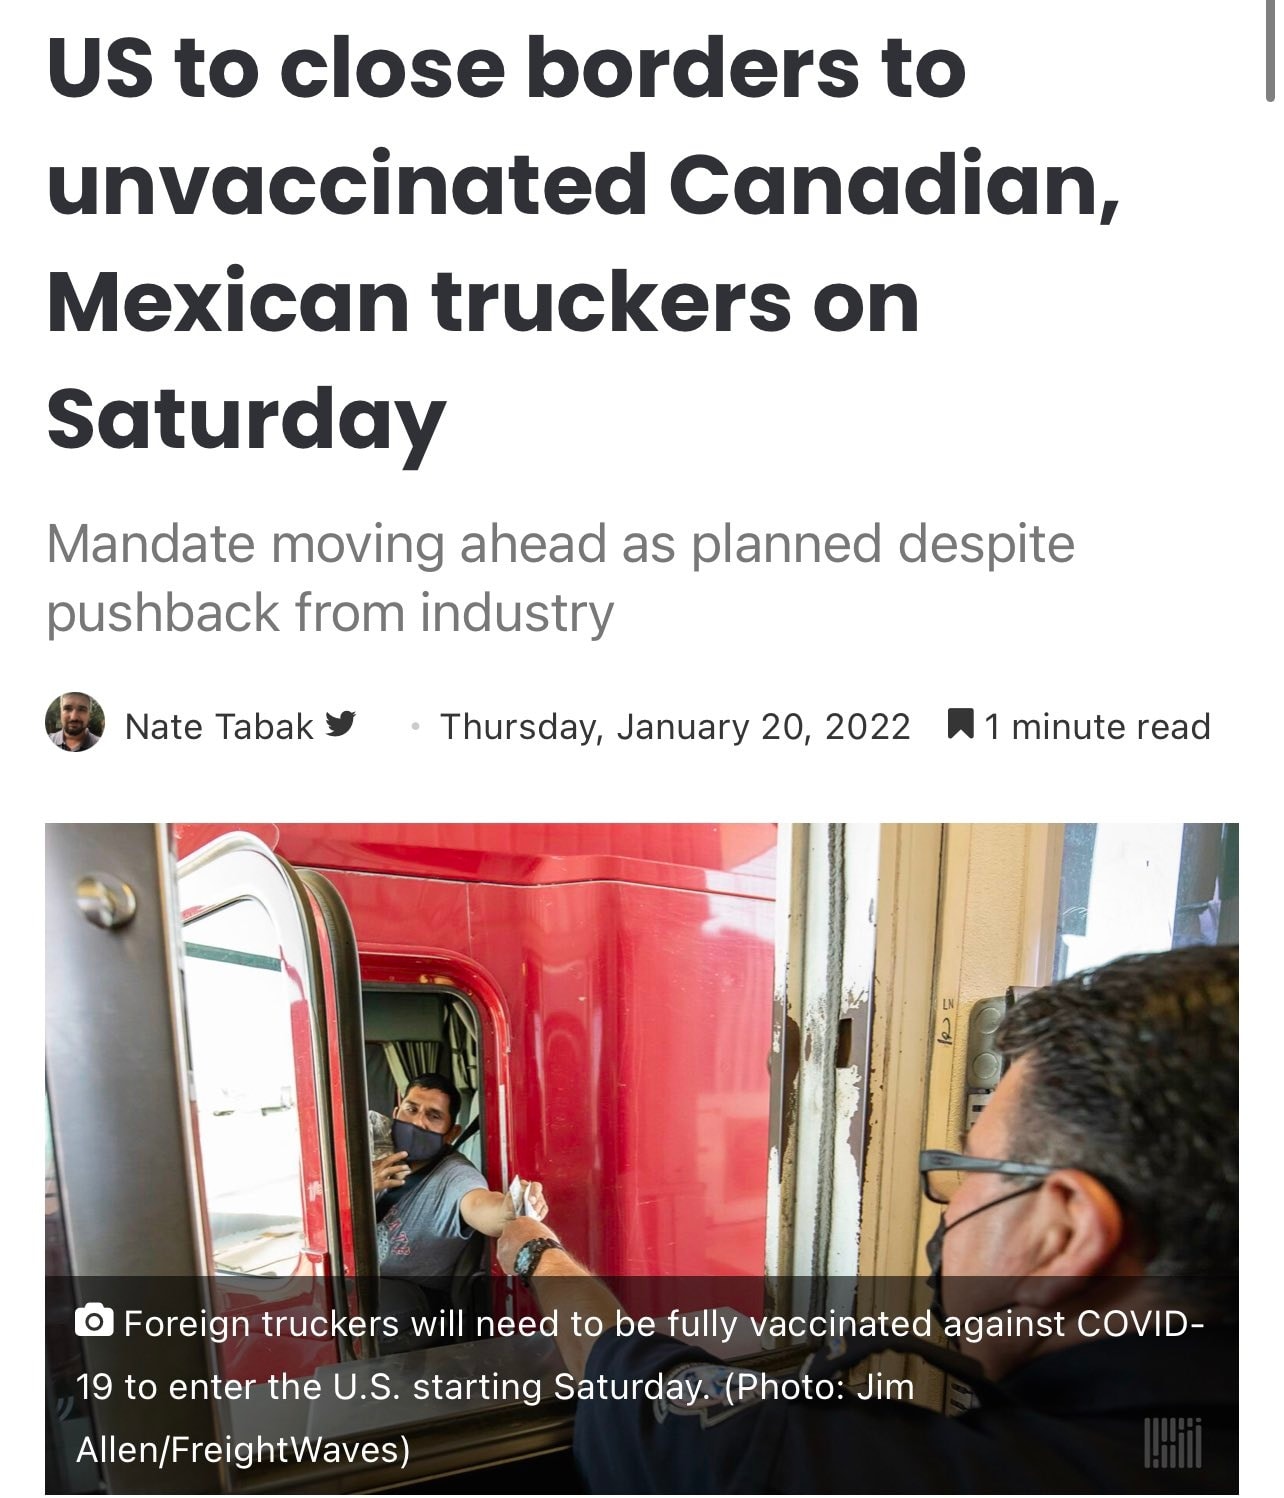 US to close borders to
unvaccinated Canadian,
Mexican truckers on
Saturday
Mandate moving ahead as planned despite
pushback from industry
Nate Tabak • Thursday, January 20, 2022 1 minute read
LN
Foreign truckers will need to be fully vaccinated against COVID-
19 to enter the U.S. starting Saturday. (Photo: Jim
Allen/FreightWaves)